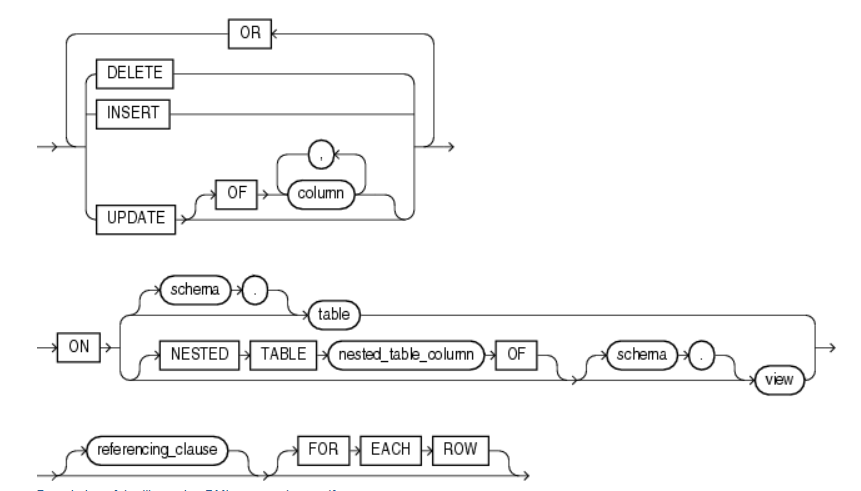 OR
DELETE
INSERT
,
UPDATE OF column
schema .
ON table
NESTED TABLE nested_table_column OF schema .
view
referencing_clause FOR EACH ROW